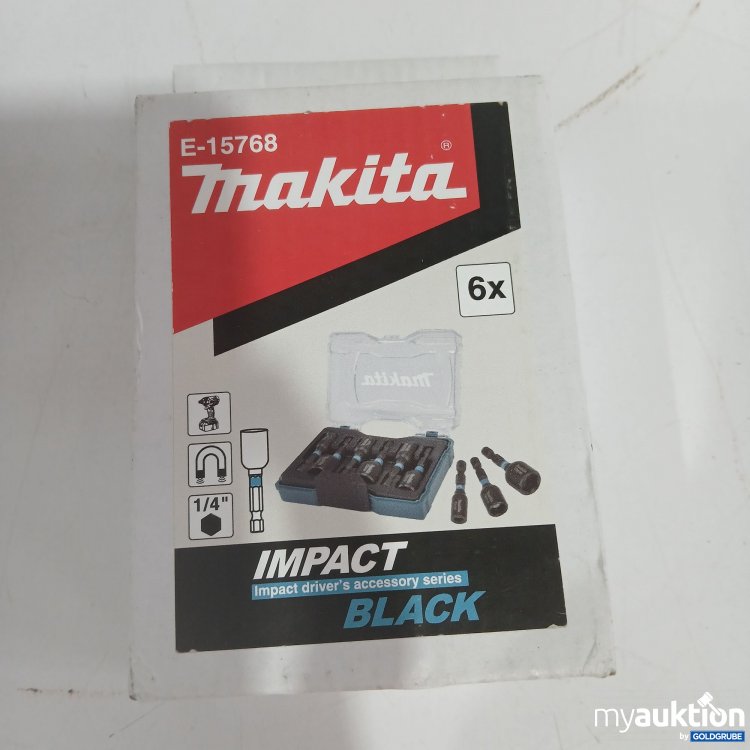 E-15768
makita®
6x
makita
1/4"
IMPACT
Impact driver's accessory series
BLACK
myauktion
by GOLDGRUBE